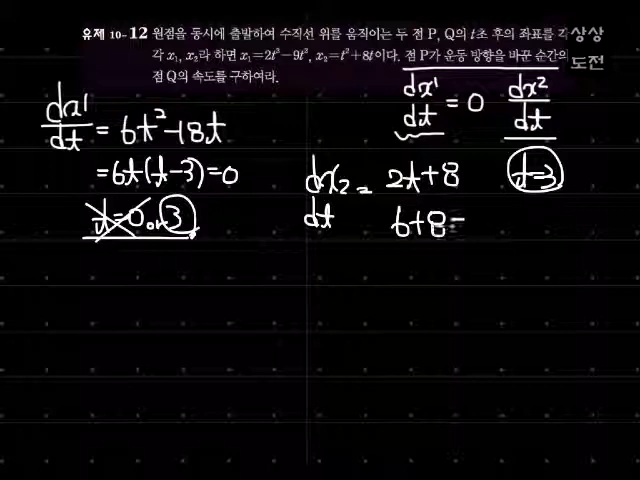 유제 10-12 원점을 동시에 출발하여 수직선 위를 움직이는 두 점 P, Q의 t초 후의 좌표를 각
각 x₁, x₂라 하면 x₁=2t³-9t², x₂=t²+8t이다. 점 P가 운동 방향을 바꾼 순간의
점 Q의 속도를 구하여라.
상상
도전
dx₁/dt = 0 dx₂/dt
dx₁/dt = 6t²-18t
= 6t(t-3)=0
t=0 or 3
dx₂/dt = 2t+8
t=3
6+8=